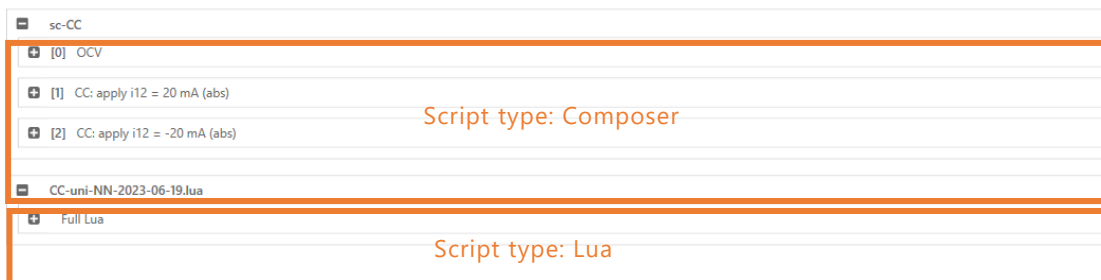 sc-CC
[0] OCV
[1] CC: apply i12 = 20 mA (abs)
Script type: Composer
[2] CC: apply i12 = -20 mA (abs)
CC-uni-NN-2023-06-19.lua
Full Lua
Script type: Lua